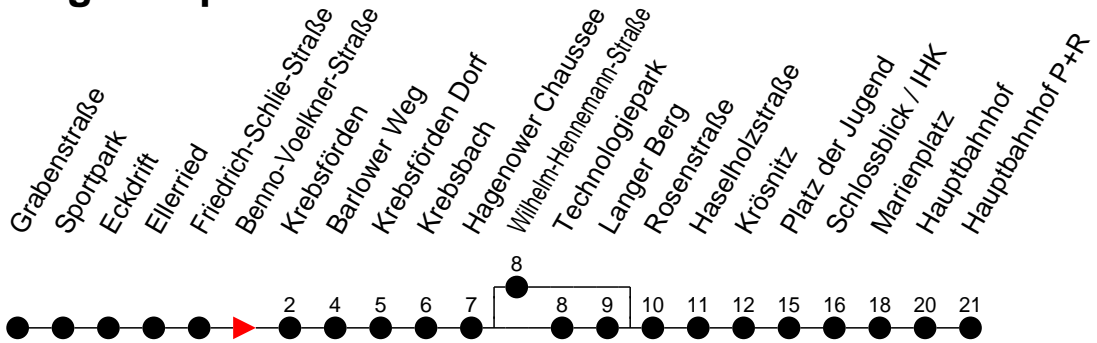 Grabenstraße
Sportpark
Eckdrift
Ellerried
Friedrich-Schlie-Straße
Benno-Voelkner-Straße
Krebsförden
Barlower Weg
Krebsförden Dorf
Krebsbach
Hagenower Chaussee
Wilhelm-Hennemann-Straße
Technologiepark
Langer Berg
Rosenstraße
Haselholzstraße
Krösnitz
Platz der Jugend
Schlossblick / IHK
Marienplatz
Hauptbahnhof
Hauptbahnhof P+R
8
2 4 5 6 7 8 9 10 11 12 15 16 18 20 21